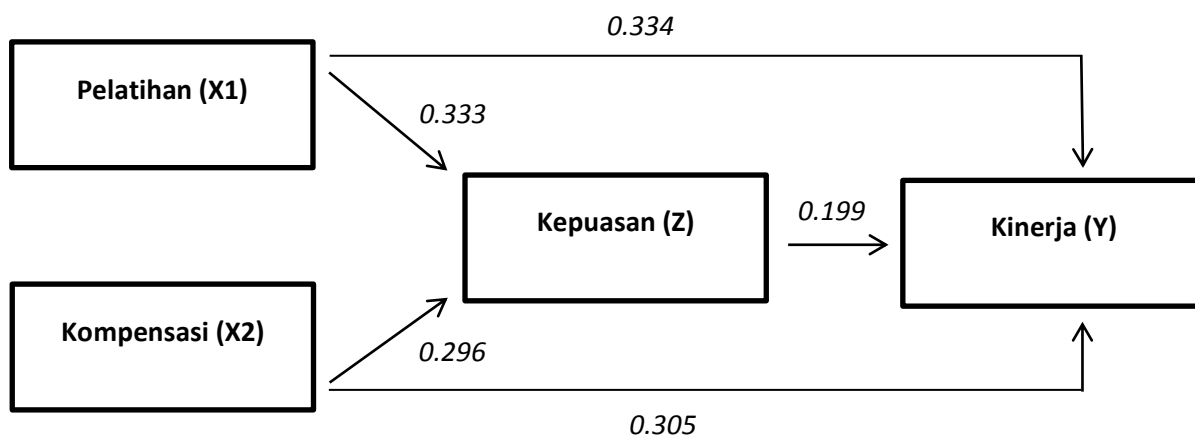 0.334
Pelatihan (X1)
0.333
Kepuasan (Z)
0.199
Kinerja (Y)
Kompensasi (X2)
0.296
0.305